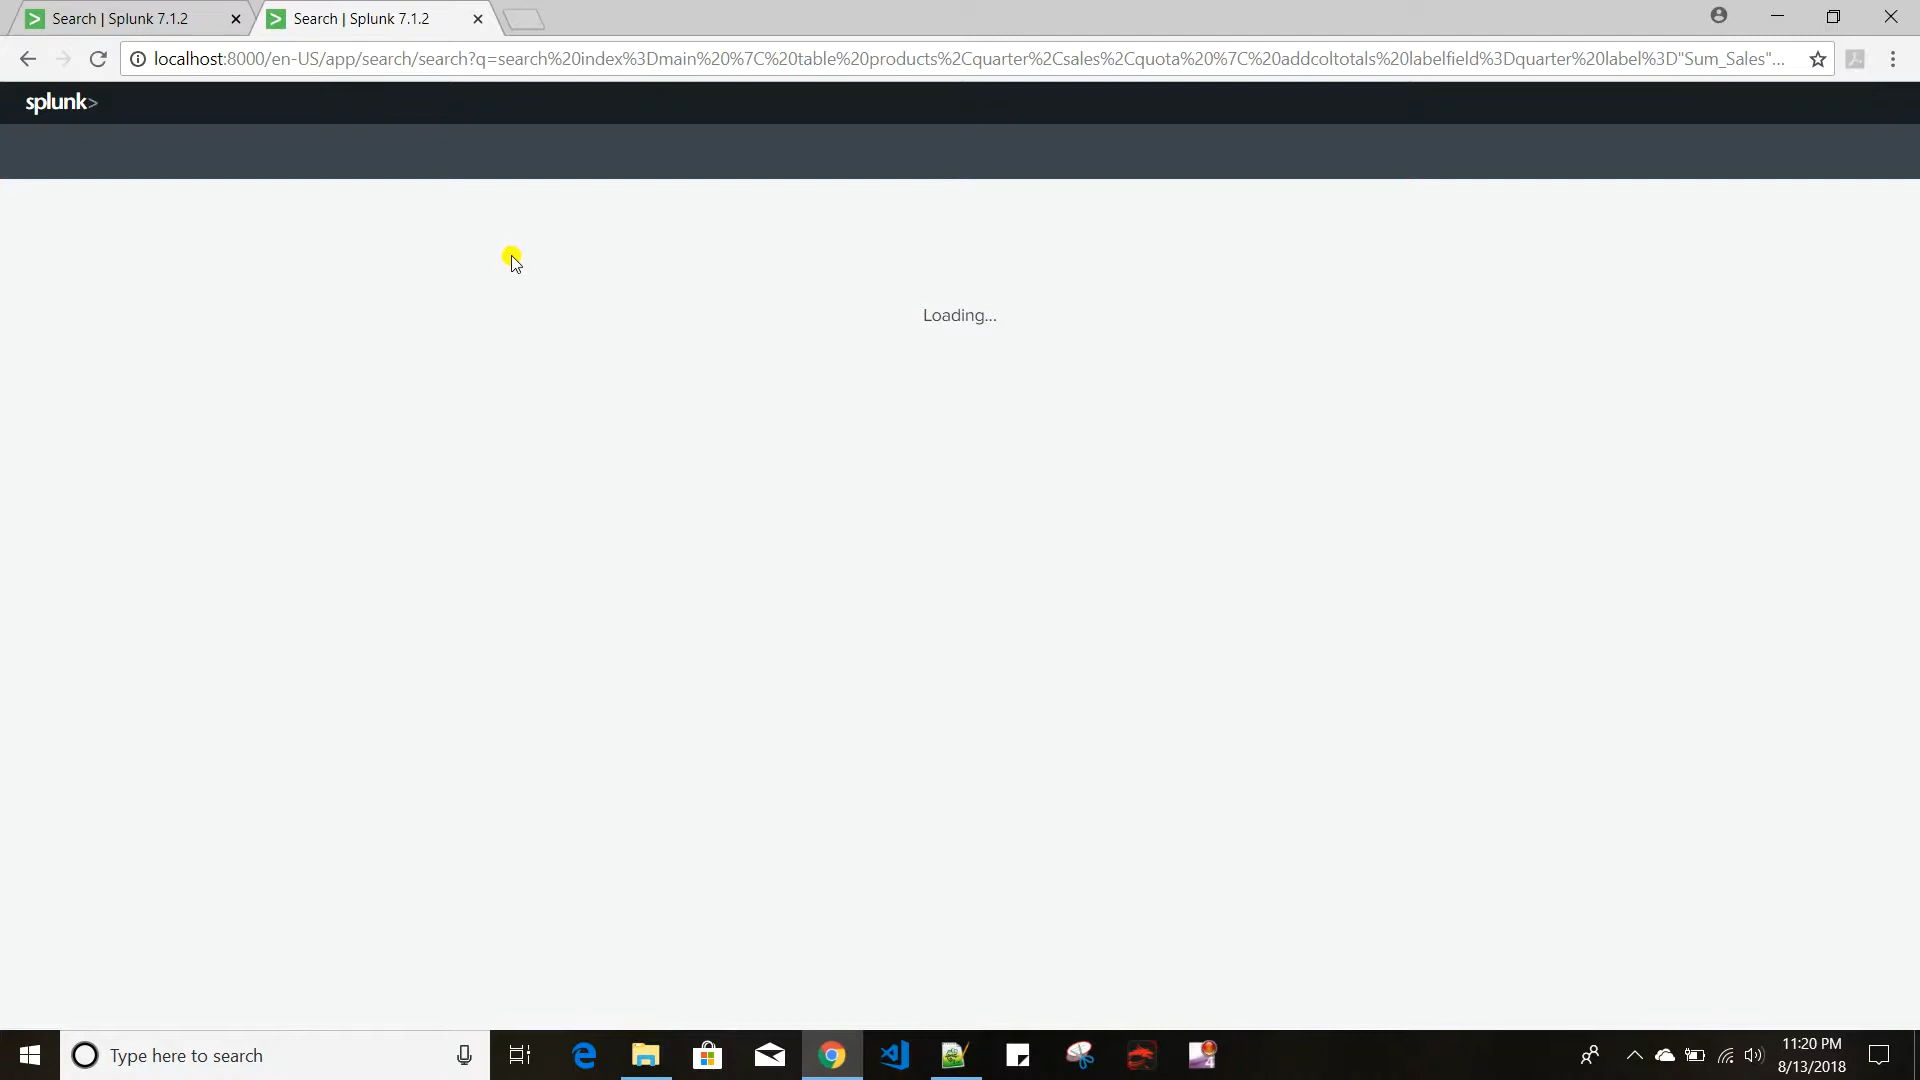 Search | Splunk 7.1.2
Search | Splunk 7.1.2
localhost:8000/en-US/app/search/search?q=search%20index%3Dmain%20%7C%20table%20products%2Cquarter%2Csales%2Cquota%20%7C%20addcoltotals%20labelfield%3Dquarter%20label%3D"Sum_Sales"...
splunk>
Loading...
Type here to search
11:20 PM
8/13/2018